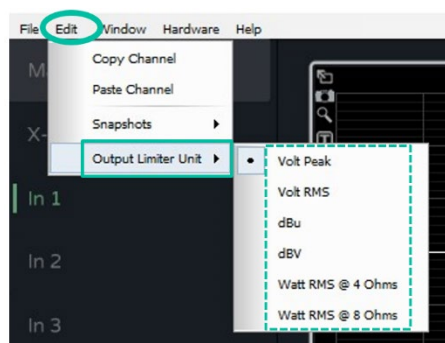 File Edit Window Hardware Help
Copy Channel
Paste Channel
Snapshots
Output Limiter Unit
Volt Peak
Volt RMS
dBu
dBV
Watt RMS @ 4 Ohms
Watt RMS @ 8 Ohms
M
X-
In 1
In 2
In 3
T